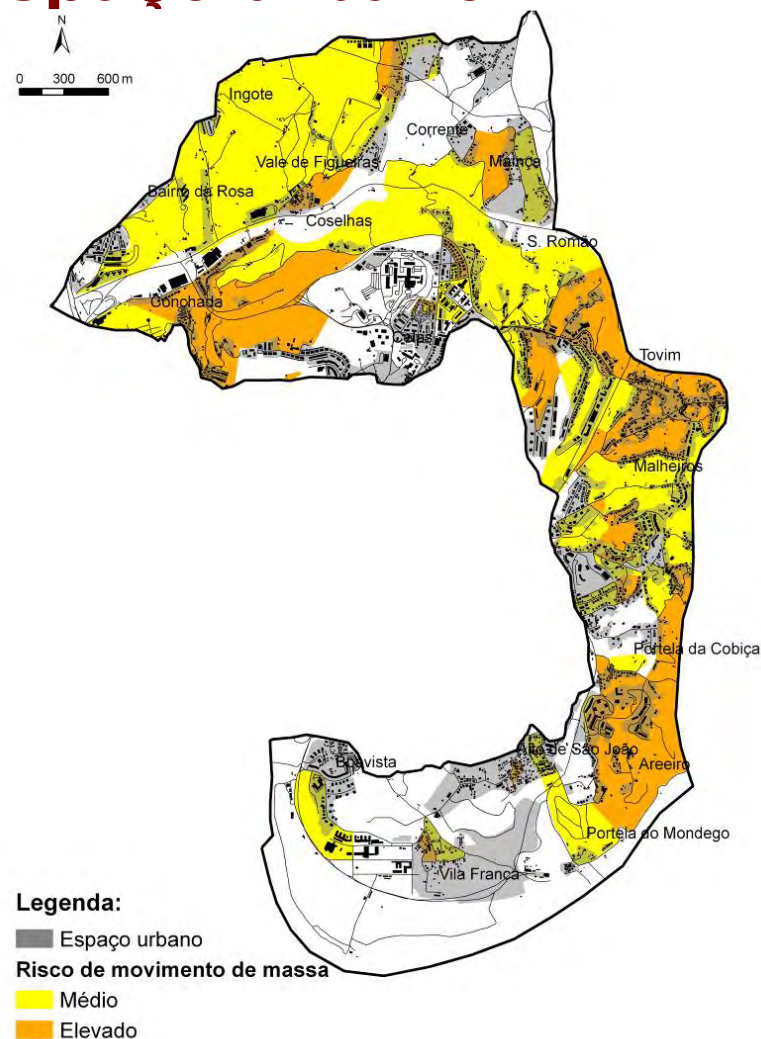 N
0 300 600 m
Ingote
Corrente
Vale de Figueiras
Mainça
Bairro da Rosa
Coselhas
S. Romão
Conchada
Celas
Tovim
Malheiros
Portela da Cobiça
Alto de São João
Boavista
Areeiro
Portela do Mondego
Vila Franca
Legenda:
Espaço urbano
Risco de movimento de massa
Médio
Elevado